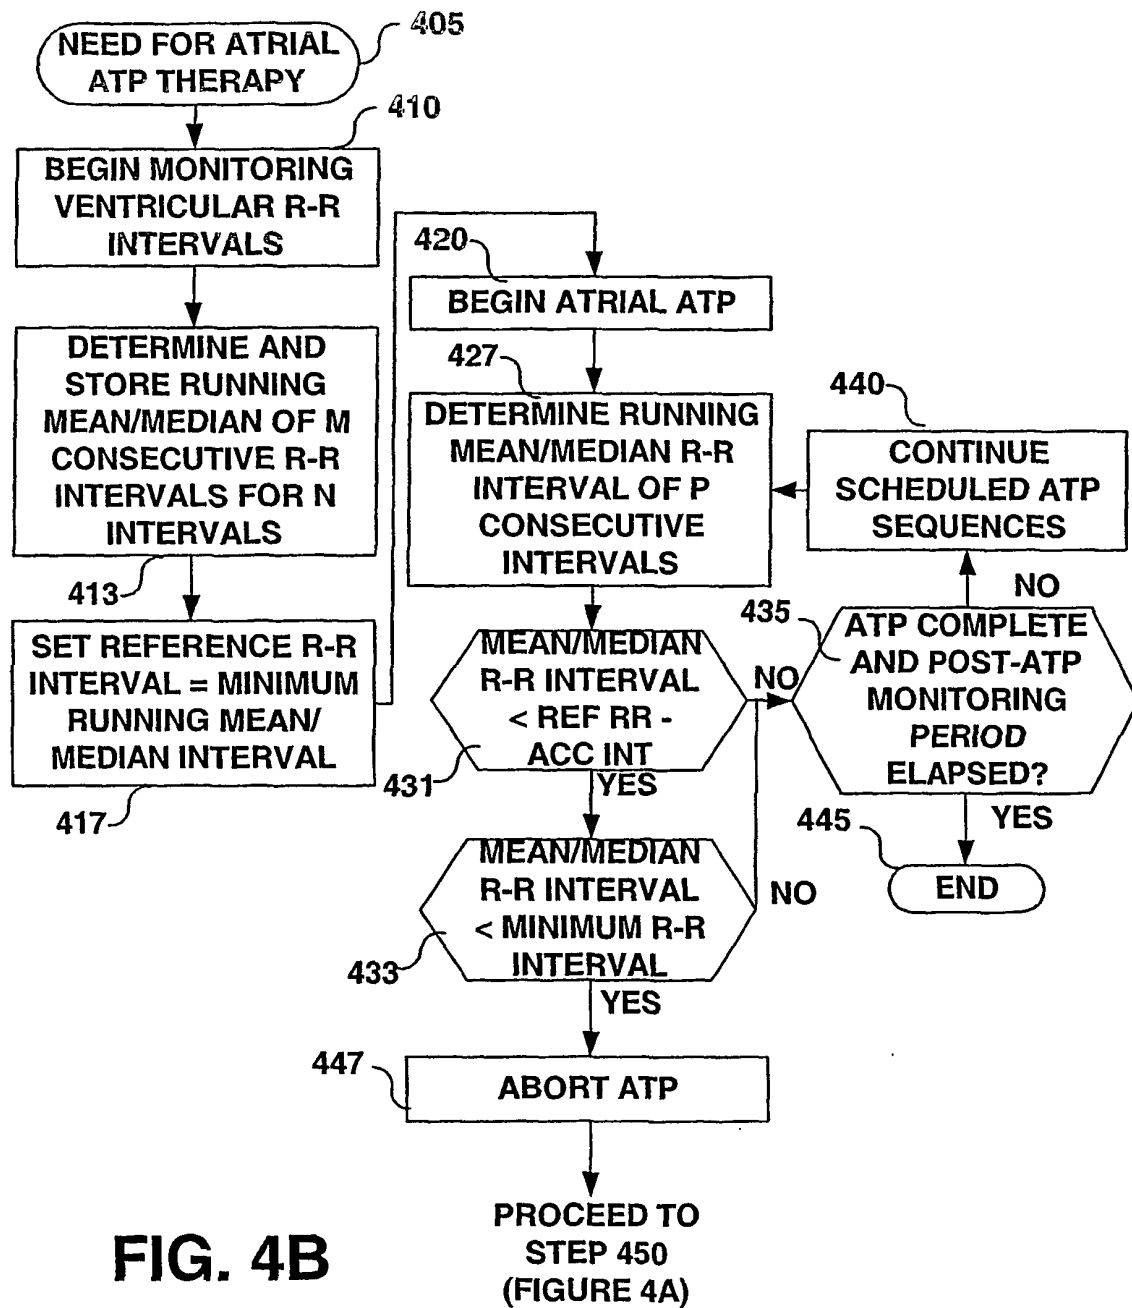 405
NEED FOR ATRIAL
ATP THERAPY
410
BEGIN MONITORING
VENTRICULAR R-R
INTERVALS
DETERMINE AND
STORE RUNNING
MEAN/MEDIAN OF M
CONSECUTIVE R-R
INTERVALS FOR N
INTERVALS
413
SET REFERENCE R-R
INTERVAL = MINIMUM
RUNNING MEAN/
MEDIAN INTERVAL
417
420
BEGIN ATRIAL ATP
427
DETERMINE RUNNING
MEAN/MEDIAN R-R
INTERVAL OF P
CONSECUTIVE
INTERVALS
MEAN/MEDIAN
R-R INTERVAL
< REF RR -
ACC INT
431
NO
YES
MEAN/MEDIAN
R-R INTERVAL
< MINIMUM R-R
INTERVAL
433
NO
YES
440
CONTINUE
SCHEDULED ATP
SEQUENCES
NO
435
ATP COMPLETE
AND POST-ATP
MONITORING
PERIOD
ELAPSED?
YES
445
END
447
ABORT ATP
PROCEED TO
STEP 450
(FIGURE 4A)
FIG. 4B